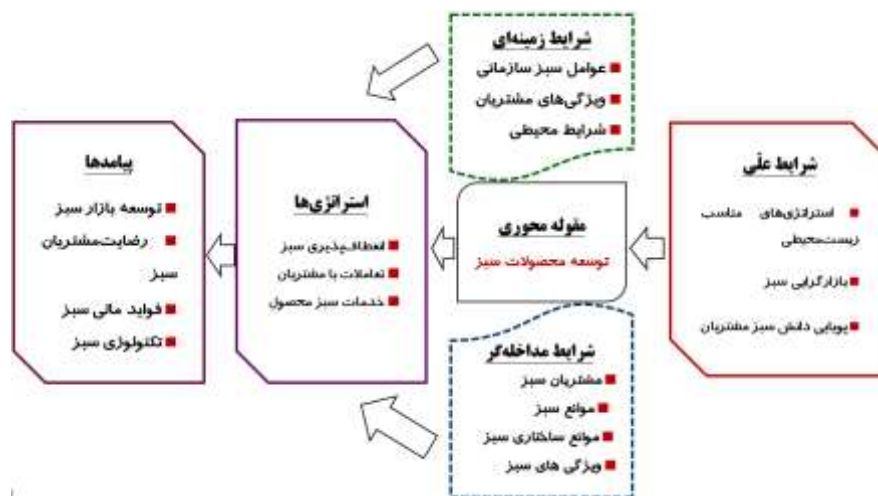 شرایط علّی
استراتژی‌های مناسب
زیست‌محیطی
بازارگرایی سبز
پویایی دانش سبز مشتریان
شرایط زمینه‌ای
عوامل سبز سازمانی
ویژگی‌های مشتریان
شرایط محیطی
مقوله محوری
توسعه محصولات سبز
شرایط مداخله‌گر
مشتریان سبز
موانع سبز
موانع ساختاری سبز
ویژگی های سبز
استراتژی‌ها
انعطاف‌پذیری سبز
تعاملات با مشتریان
خدمات سبز محصول
پیامدها
توسعه بازار سبز
رضایت‌مشتریان
سبز
فواید مالی سبز
تکنولوژی سبز